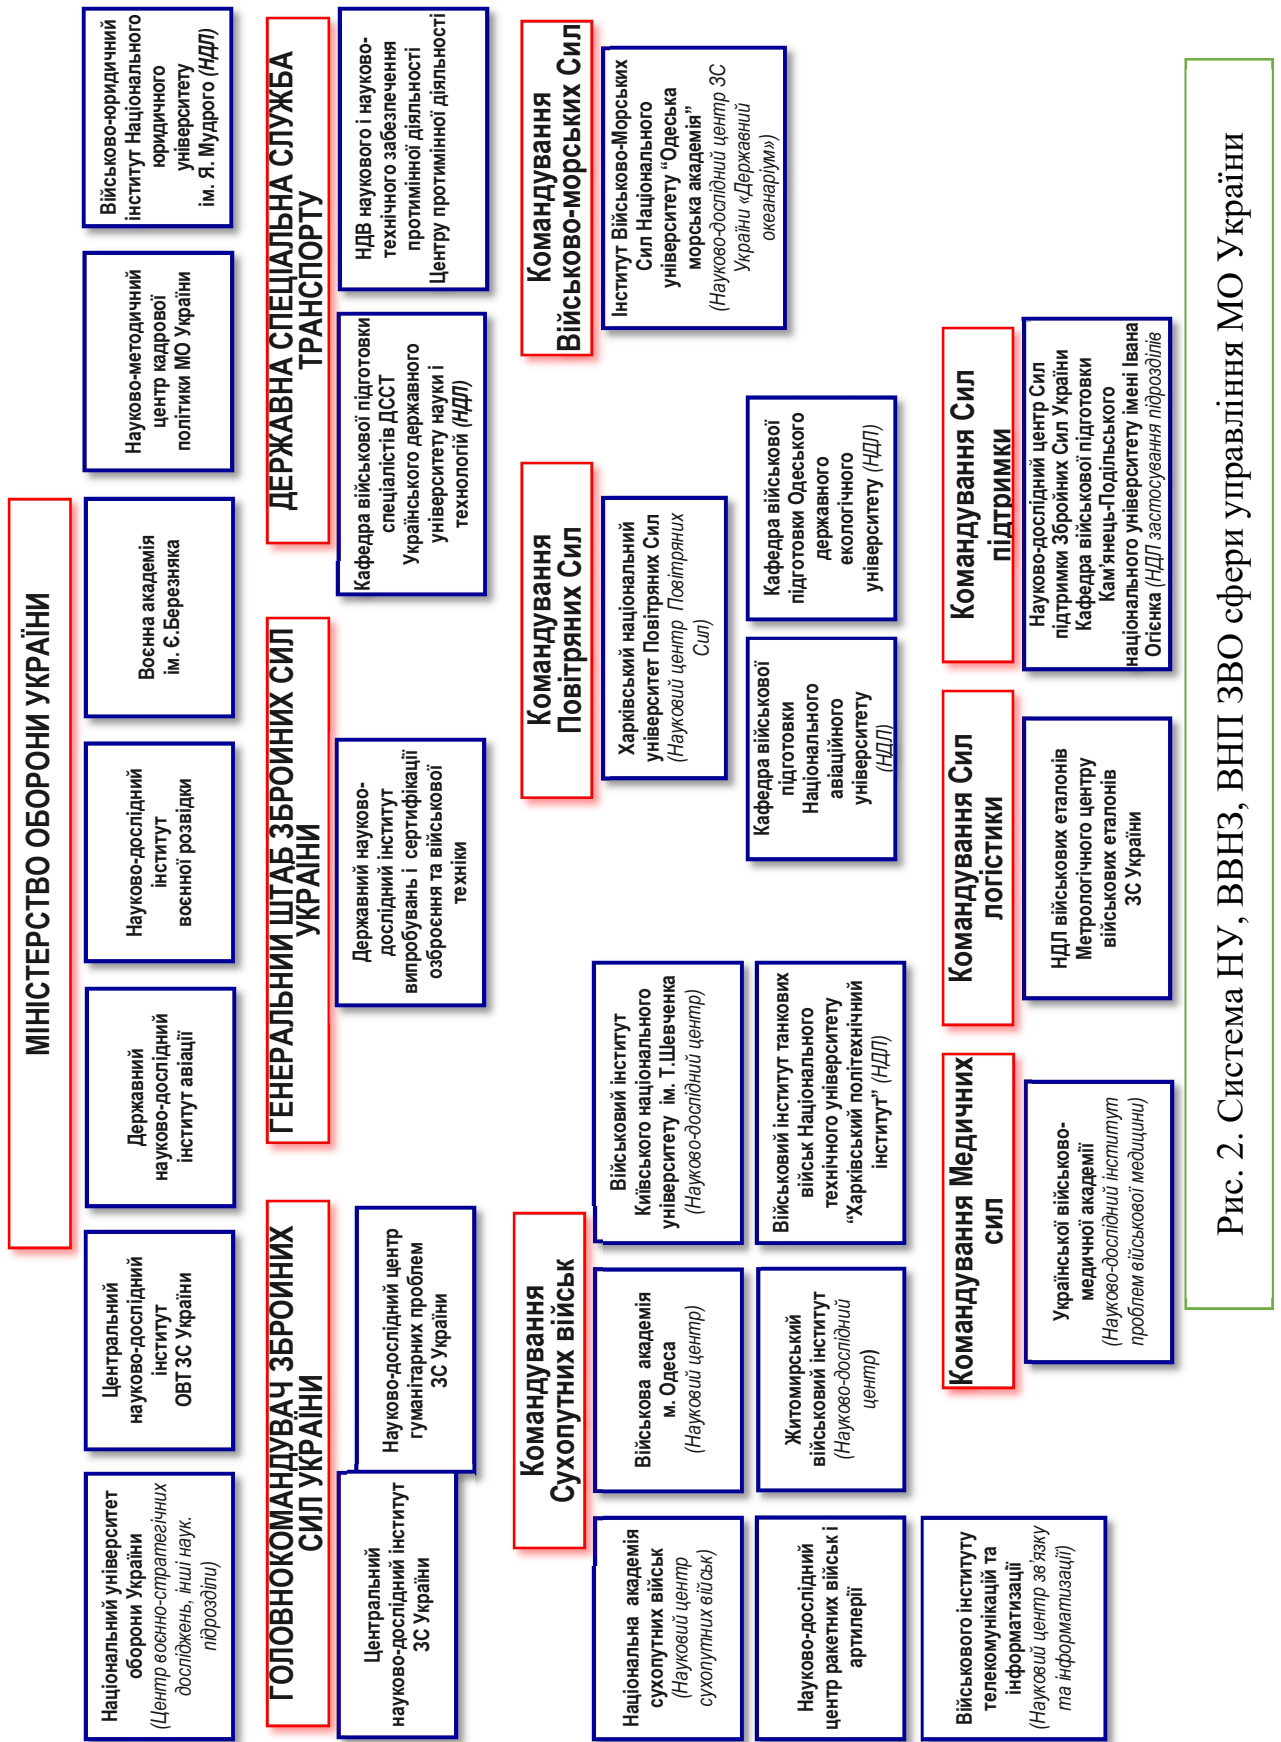 МІНІСТЕРСТВО ОБОРОНИ УКРАЇНИ
Національний університет
оборони України
(Центр воєнно-стратегічних
досліджень, інші наук.
підрозділи)
Центральний
науково-дослідний
інститут
ОВТ ЗС України
Державний
науково-дослідний
інститут авіації
Науково-дослідний
інститут
воєнної розвідки
Воєнна академія
ім. Є.Березняка
Науково-методичний
центр кадрової
політики МО України
Військово-юридичний
інститут Національного
юридичного
університету
ім. Я. Мудрого (НДЛ)
ГОЛОВНОКОМАНДУВАЧ ЗБРОЙНИХ
СИЛ УКРАЇНИ
Центральний
науково-дослідний інститут
ЗС України
Науково-дослідний центр
гуманітарних проблем
ЗС України
ГЕНЕРАЛЬНИЙ ШТАБ ЗБРОЙНИХ СИЛ
УКРАЇНИ
Державний науково-
дослідний інститут
випробувань і сертифікації
озброєння та військової
техніки
ДЕРЖАВНА СПЕЦІАЛЬНА СЛУЖБА
ТРАНСПОРТУ
Кафедра військової підготовки
спеціалістів ДССТ
Українського державного
університету науки і
технологій (НДЛ)
НДВ наукового і науково-
технічного забезпечення
протимінної діяльності
Центру протимінної діяльності
Командування
Сухопутних військ
Національна академія
сухопутних військ
(Науковий центр
сухопутних військ)
Військова академія
м. Одеса
(Науковий центр)
Військовий інститут
Київського національного
університету ім. Т.Шевченка
(Науково-дослідний центр)
Науково-дослідний
центр ракетних військ і
артилерії
Житомирський
військовий інститут
(Науково-дослідний
центр)
Військовий інститут танкових
військ Національного
технічного університету
“Харківський політехнічний
інститут” (НДЛ)
Військового інституту
телекомунікацій та
інформатизації
(Науковий центр зв’язку
та інформатизації)
Командування
Повітряних Сил
Харківський національний
університет Повітряних Сил
(Науковий центр Повітряних
Сил)
Кафедра військової
підготовки
Національного
авіаційного
університету
(НДЛ)
Кафедра військової
підготовки Одеського
державного
екологічного
університету (НДЛ)
Командування
Військово-морських Сил
Інститут Військово-Морських
Сил Національного
університету “Одеська
морська академія”
(Науково-дослідний центр ЗС
України «Державний
океанаріум»)
Командування Медичних
сил
Української військово-
медичної академії
(Науково-дослідний інститут
проблем військової медицини)
Командування Сил
логістики
НДЛ військових еталонів
Метрологічного центру
військових еталонів
ЗС України
Командування Сил
підтримки
Науково-дослідний центр Сил
підтримки Збройних Сил України
Кафедра військової підготовки
Кам’янець-Подільського
національного університету імені Івана
Огієнка (НДЛ застосування підрозділів
Рис. 2. Система НУ, ВВНЗ, ВНП ЗВО сфери управління МО України